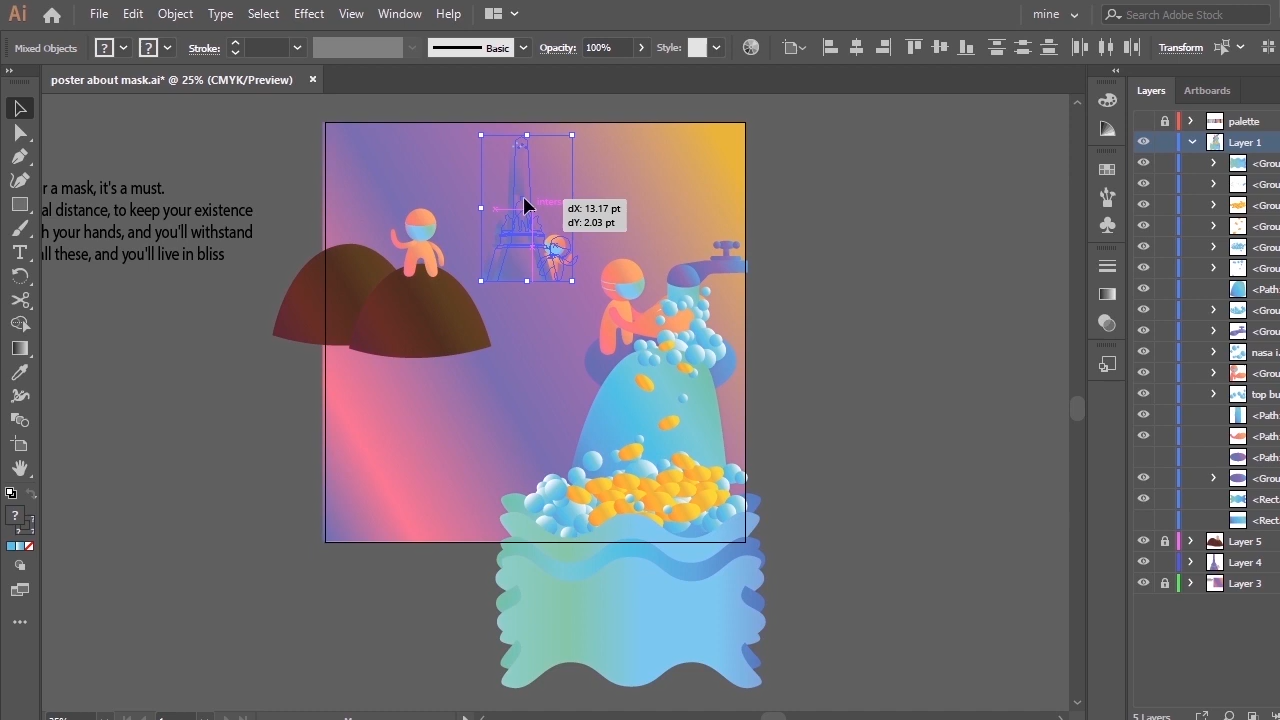 Ai File Edit Object Type Select Effect View Window Help mine Search Adobe Stock
Mixed Objects ? ? Stroke: Basic Opacity: 100% Style: Transform
poster about mask.ai* @ 25% (CMYK/Preview)
Layers Artboards
palette
Layer 1
r a mask, it's a must.
al distance, to keep your existence
h your hands, and you'll withstand
all these, and you'll live in bliss
dX: 13.17 pt
dY: 2.03 pt
<Grou
<Grou
<Grou
<Grou
<Grou
<Grou
<Path
<Grou
<Grou
nasa i.
<Grou
top bu
<Path
<Path
<Path
<Grou
<Rect
<Rect.
Layer 5
Layer 4
Layer 3
?
5 Layers